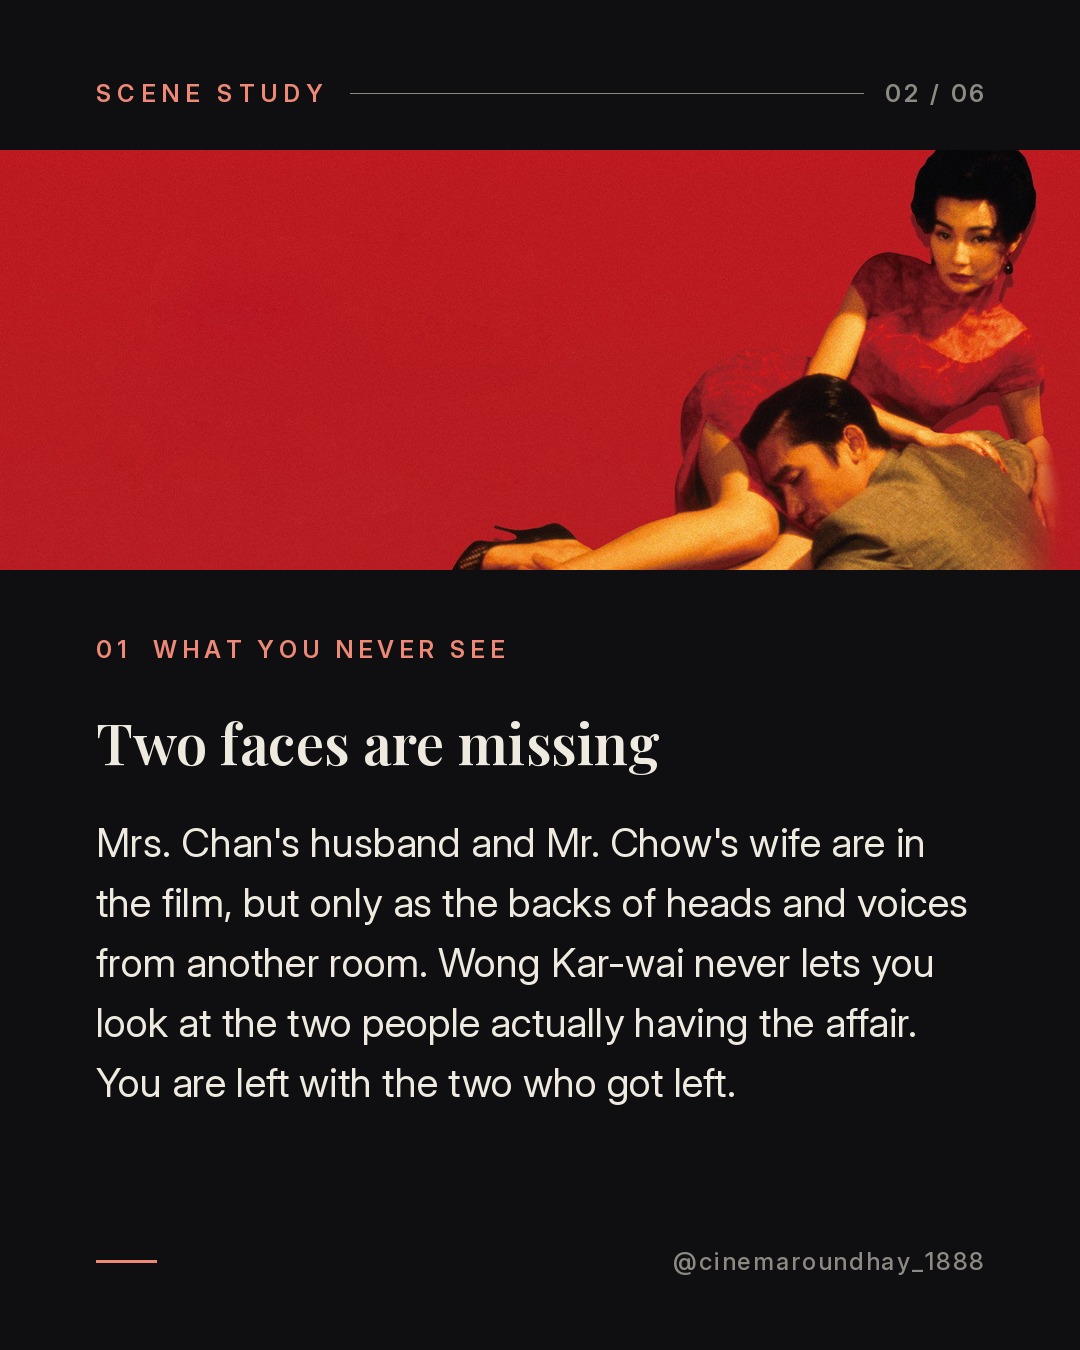 SCENE STUDY 02 / 06
01 WHAT YOU NEVER SEE
Two faces are missing
Mrs. Chan's husband and Mr. Chow's wife are in
the film, but only as the backs of heads and voices
from another room. Wong Kar-wai never lets you
look at the two people actually having the affair.
You are left with the two who got left.
@cinemaroundhay_1888